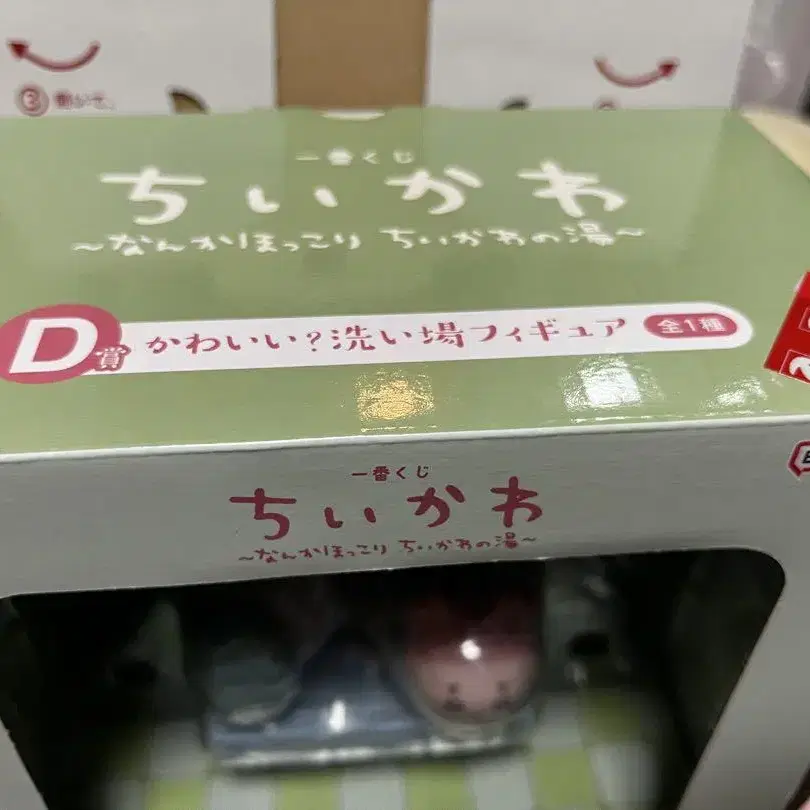 一番くじ
ちいかわ
~なんかほっこり ちいかわの湯~
D賞 かわいい?洗い場フィギュア 全1種
一番くじ
ちいかわ
~なんかほっこり ちいかわの湯~